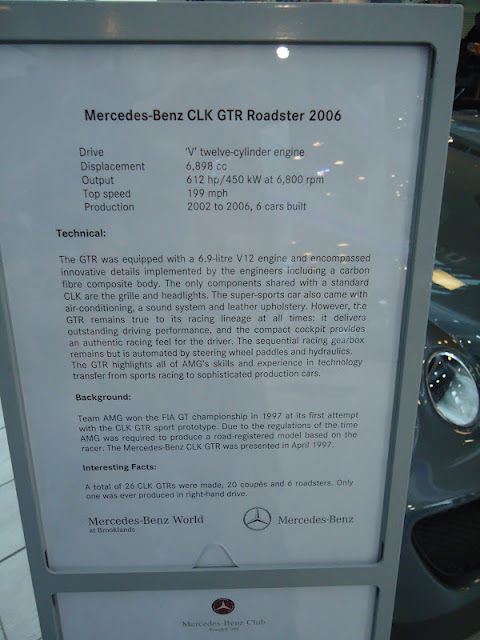 Mercedes-Benz CLK GTR Roadster 2006
Drive 'V' twelve-cylinder engine
Displacement 6,898 cc
Output 612 hp/450 kW at 6,800 rpm
Top speed 199 mph
Production 2002 to 2006, 6 cars built
Technical:
The GTR was equipped with a 6.9-litre V12 engine and encompassed
innovative details implemented by the engineers including a carbon
fibre composite body. The only components shared with a standard
CLK are the grille and headlights. The super-sports car also came with
air-conditioning, a sound system and leather upholstery. However, the
GTR remains true to its racing lineage at all times: it delivers
outstanding driving performance, and the compact cockpit provides
an authentic racing feel for the driver. The sequential racing gearbox
remains but is automated by steering wheel paddles and hydraulics.
The GTR highlights all of AMG's skills and experience in technology
transfer from sports racing to sophisticated production cars.
Background:
Team AMG won the FIA GT championship in 1997 at its first attempt
with the CLK GTR sport prototype. Due to the regulations of the time
AMG was required to produce a road-registered model based on the
racer. The Mercedes-Benz CLK GTR was presented in April 1997.
Interesting Facts:
A total of 26 CLK GTRs were made, 20 coupés and 6 roadsters. Only
one was ever produced in right-hand drive.
Mercedes-Benz World
at Brooklands
Mercedes-Benz
Mercedes-Benz Club